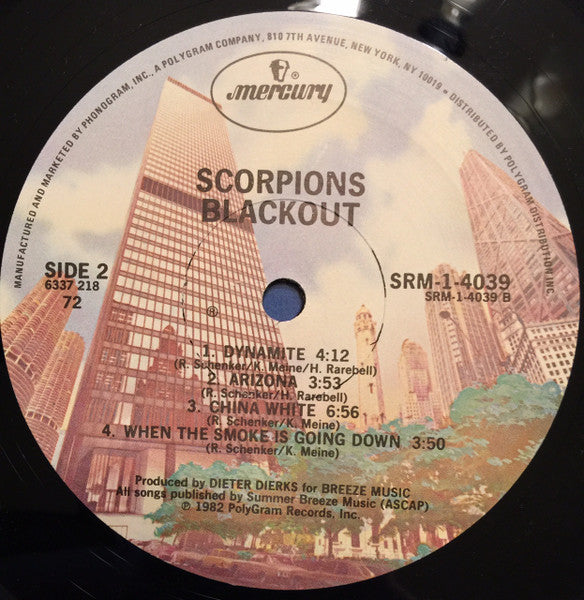 MANUFACTURED AND MARKETED BY PHONOGRAM, INC., A POLYGRAM COMPANY, 810 7TH AVENUE, NEW YORK, NY 10019 • DISTRIBUTED BY POLYGRAM DISTRIBUTION, INC
mercury ®
SCORPIONS
BLACKOUT
SIDE 2
6337 218
72
SRM-1-4039
SRM-1-4039 B
℗
1. DYNAMITE 4:12
(R. Schenker/K. Meine/H. Rarebell)
2. ARIZONA 3:53
(R. Schenker/H. Rarebell)
3. CHINA WHITE 6:56
(R. Schenker/K. Meine)
4. WHEN THE SMOKE IS GOING DOWN 3:50
(R. Schenker/K. Meine)
Produced by DIETER DIERKS for BREEZE MUSIC
All songs published by Summer Breeze Music (ASCAP)
℗ 1982 PolyGram Records, Inc.